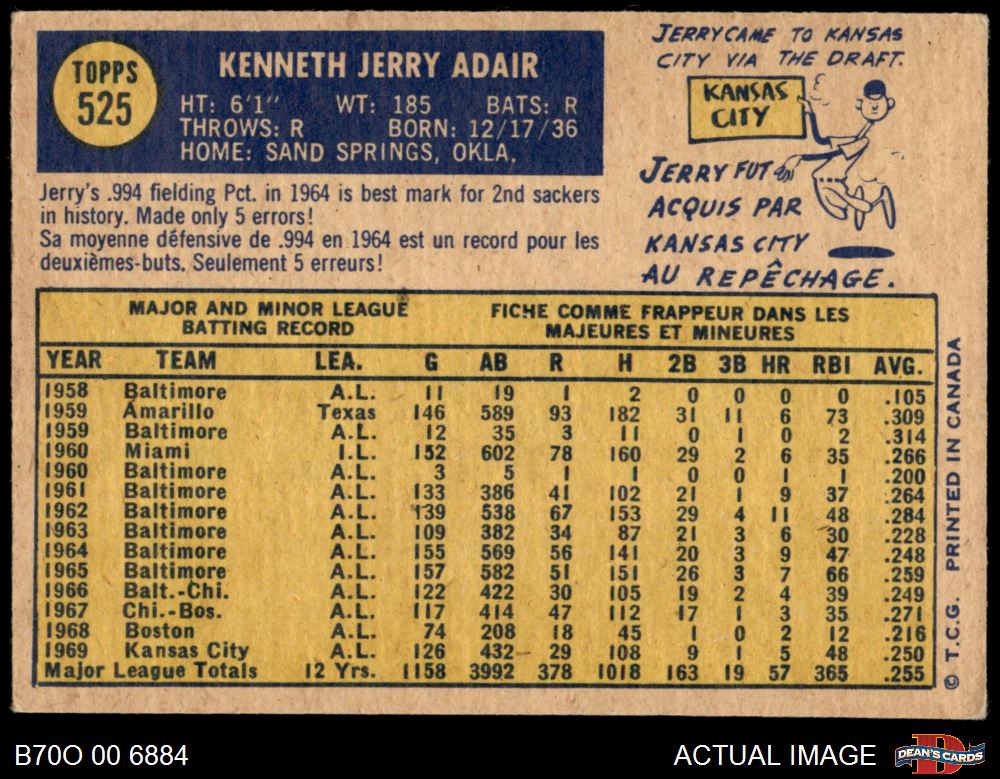 TOPPS
525
KENNETH JERRY ADAIR
HT: 6'1" WT: 185 BATS: R
THROWS: R BORN: 12/17/36
HOME: SAND SPRINGS, OKLA,
Jerry's .994 fielding Pct. in 1964 is best mark for 2nd sackers
in history. Made only 5 errors!
Sa moyenne défensive de .994 en 1964 est un record pour les
deuxièmes-buts. Seulement 5 erreurs!
JERRY CAME TO KANSAS
CITY VIA THE DRAFT.
KANSAS
CITY
JERRY FUT
ACQUIS PAR
KANSAS CITY
AU REPÊCHAGE.
MAJOR AND MINOR LEAGUE
BATTING RECORD
FICHE COMME FRAPPEUR DANS LES
MAJEURES ET MINEURES
YEAR TEAM LEA. G AB R H 2B 3B HR RBI AVG.
1958 Baltimore A.L. 11 19 1 2 0 0 0 0 .105
1959 Amarillo Texas 146 589 93 182 31 11 6 73 .309
1959 Baltimore A.L. 12 35 3 11 0 1 0 2 .314
1960 Miami I.L. 152 602 78 160 29 2 6 35 .266
1960 Baltimore A.L. 3 5 1 1 0 0 1 1 .200
1961 Baltimore A.L. 133 386 41 102 21 1 9 37 .264
1962 Baltimore A.L. 139 538 67 153 29 4 11 48 .284
1963 Baltimore A.L. 109 382 34 87 21 3 6 30 .228
1964 Baltimore A.L. 155 569 56 141 20 3 9 47 .248
1965 Baltimore A.L. 157 582 51 151 26 3 7 66 .259
1966 Balt.-Chi. A.L. 122 422 30 105 19 2 4 39 .249
1967 Chi.-Bos. A.L. 117 414 47 112 17 1 3 35 .271
1968 Boston A.L. 74 208 18 45 1 0 2 12 .216
1969 Kansas City A.L. 126 432 29 108 9 1 5 48 .250
Major League Totals 12 Yrs. 1158 3992 378 1018 163 19 57 365 .255
© T.C.G. PRINTED IN CANADA
B70O 00 6884
ACTUAL IMAGE
DEAN'S CARDS